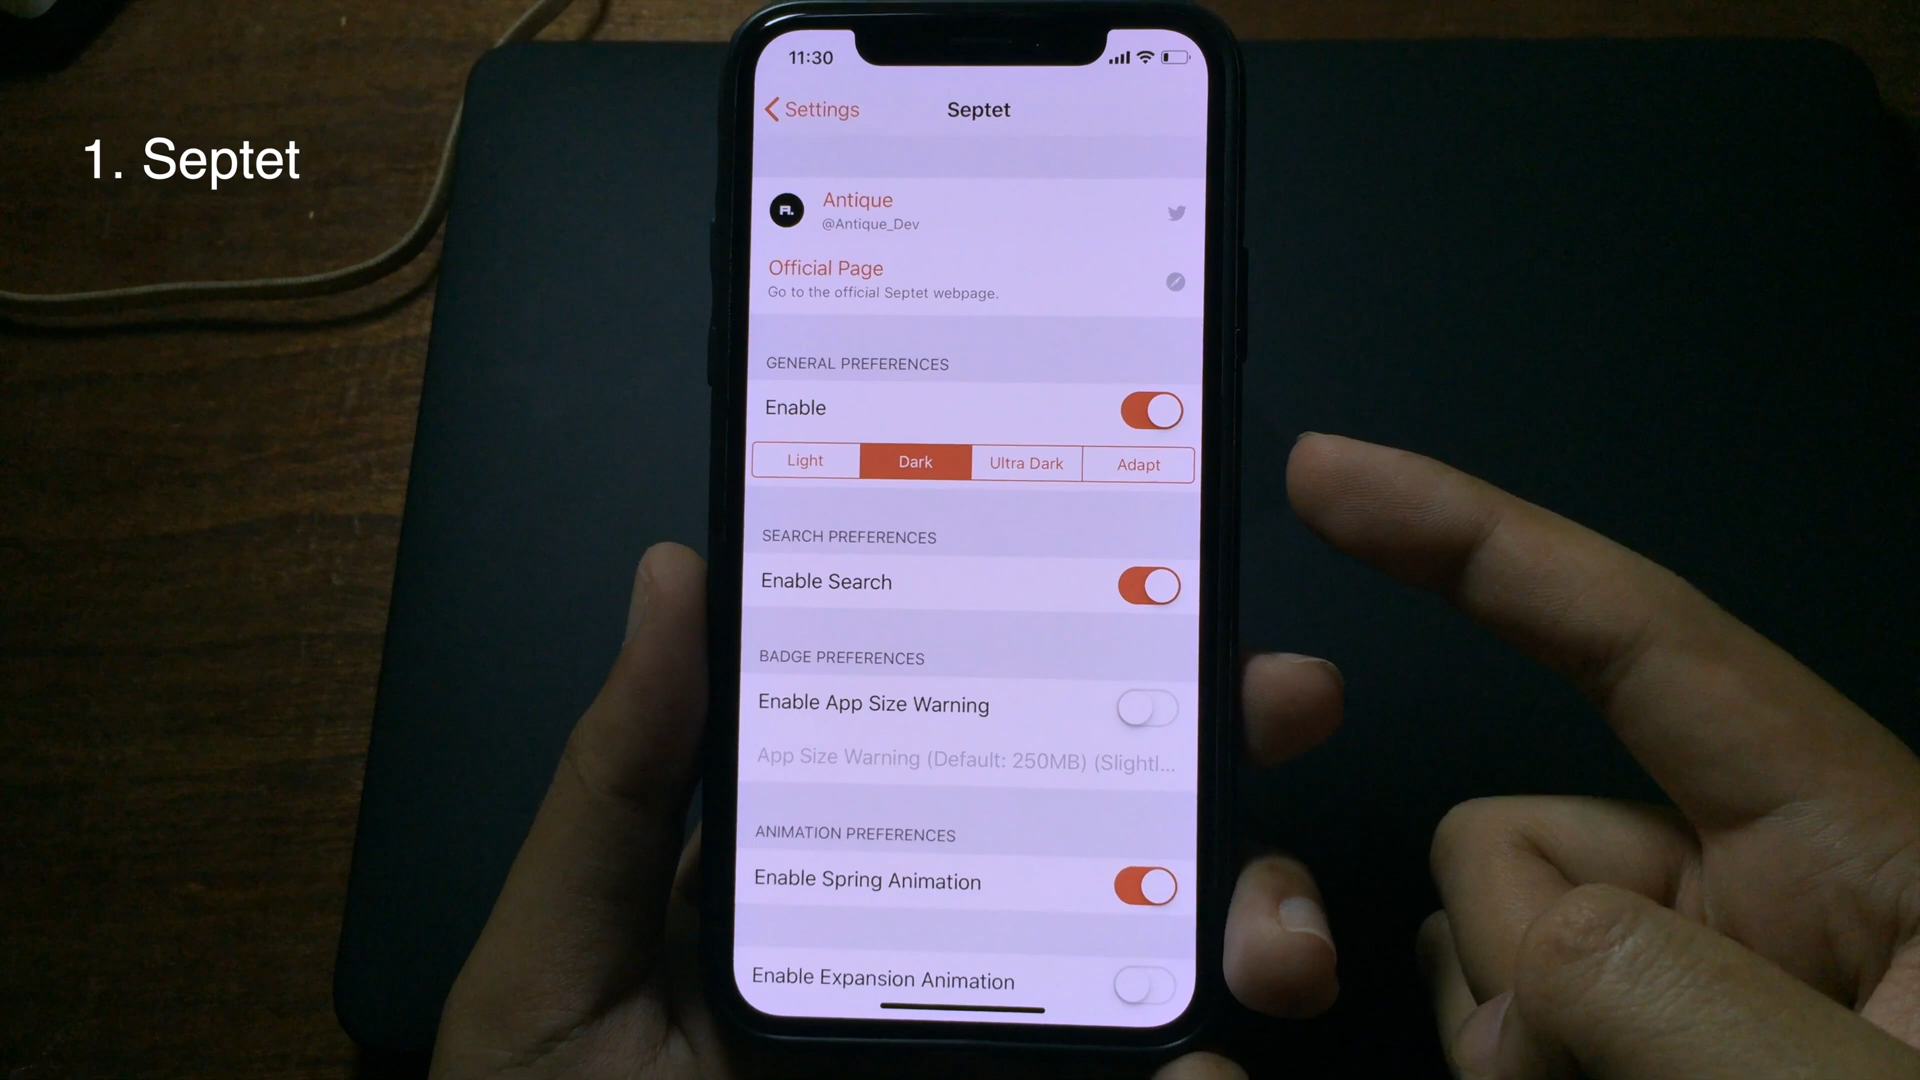 1. Septet
11:30
Settings
Septet
A.
Antique
@Antique_Dev
Official Page
Go to the official Septet webpage.
GENERAL PREFERENCES
Enable
Light Dark Ultra Dark Adapt
SEARCH PREFERENCES
Enable Search
BADGE PREFERENCES
Enable App Size Warning
App Size Warning (Default: 250MB) (Slightl...
ANIMATION PREFERENCES
Enable Spring Animation
Enable Expansion Animation